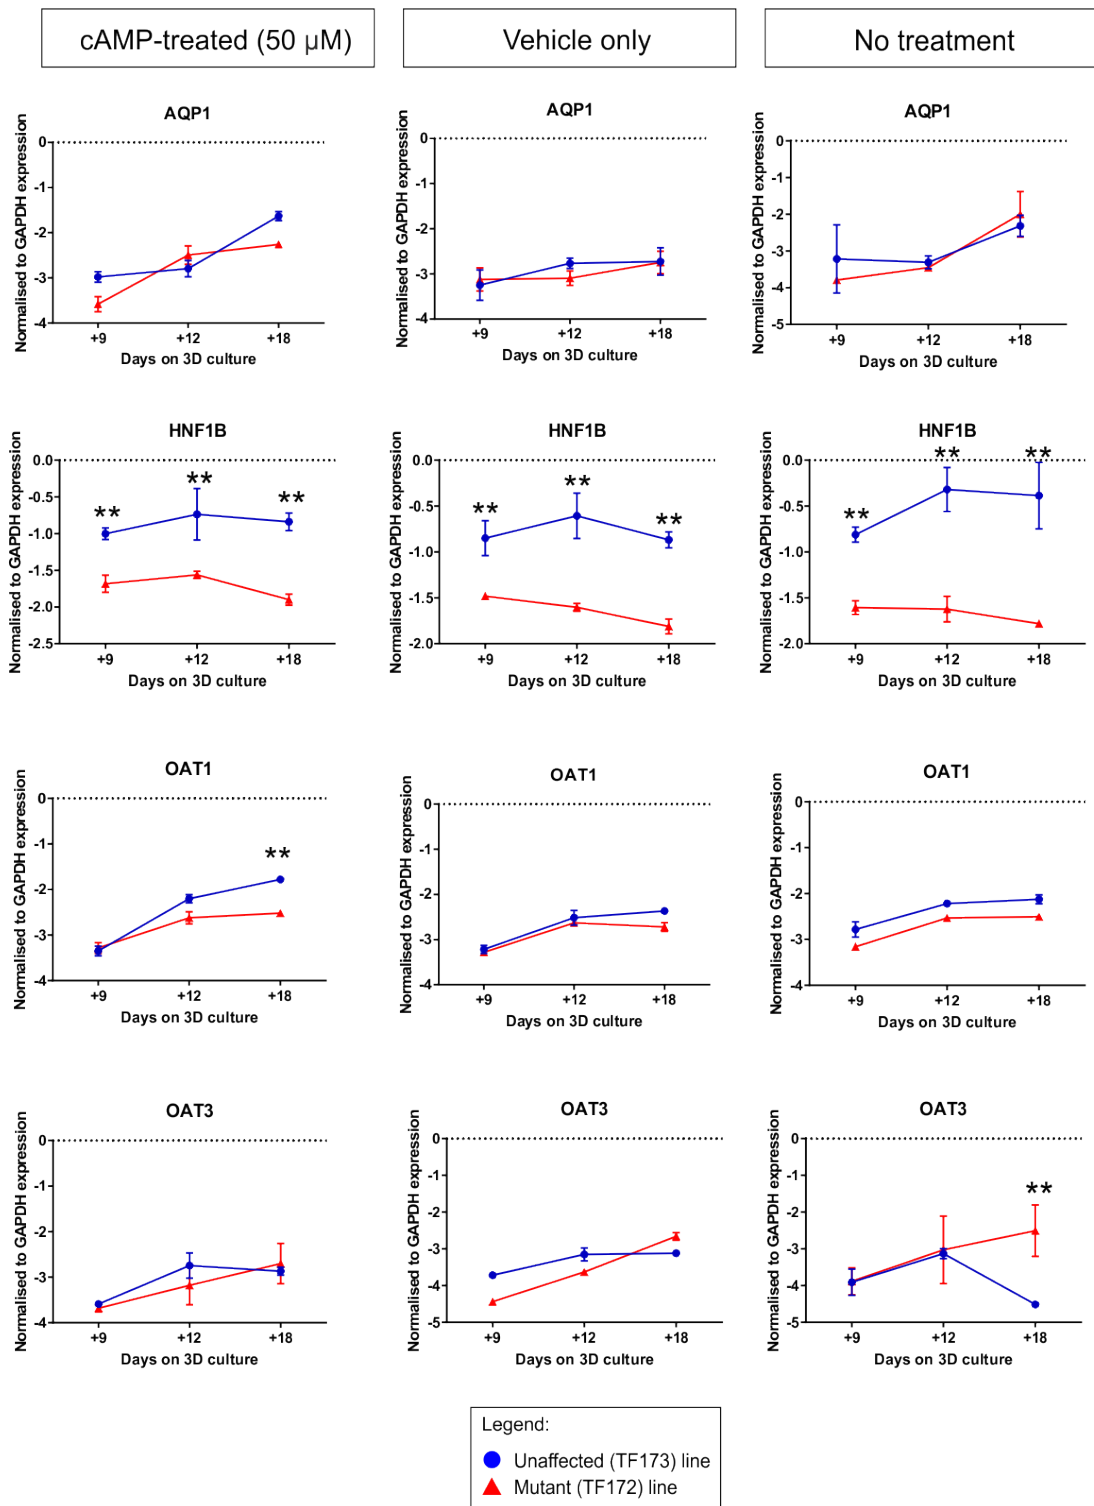 cAMP-treated (50 µM)
Vehicle only
No treatment
AQP1
Normalised to GAPDH expression
0
-1
-2
-3
-4
+9
+12
+18
Days on 3D culture
AQP1
Normalised to GAPDH expression
0
-1
-2
-3
-4
+9
+12
+18
Days on 3D culture
AQP1
Normalised to GAPDH expression
0
-1
-2
-3
-4
-5
+9
+12
+18
Days on 3D culture
HNF1B
Normalised to GAPDH expression
0.0
-0.5
-1.0
-1.5
-2.0
-2.5
**
**
**
+9
+12
+18
Days on 3D culture
HNF1B
Normalised to GAPDH expression
0.0
-0.5
-1.0
-1.5
-2.0
**
**
**
+9
+12
+18
Days on 3D culture
HNF1B
Normalised to GAPDH expression
0.0
-0.5
-1.0
-1.5
-2.0
**
**
**
+9
+12
+18
Days on 3D culture
OAT1
Normalised to GAPDH expression
0
-1
-2
-3
-4
**
+9
+12
+18
Days on 3D culture
OAT1
Normalised to GAPDH expression
0
-1
-2
-3
-4
+9
+12
+18
Days on 3D culture
OAT1
Normalised to GAPDH expression
0
-1
-2
-3
-4
+9
+12
+18
Days on 3D culture
OAT3
Normalised to GAPDH expression
0
-1
-2
-3
-4
+9
+12
+18
Days on 3D culture
OAT3
Normalised to GAPDH expression
0
-1
-2
-3
-4
-5
+9
+12
+18
Days on 3D culture
OAT3
Normalised to GAPDH expression
0
-1
-2
-3
-4
-5
**
+9
+12
+18
Days on 3D culture
Legend:
Unaffected (TF173) line
Mutant (TF172) line